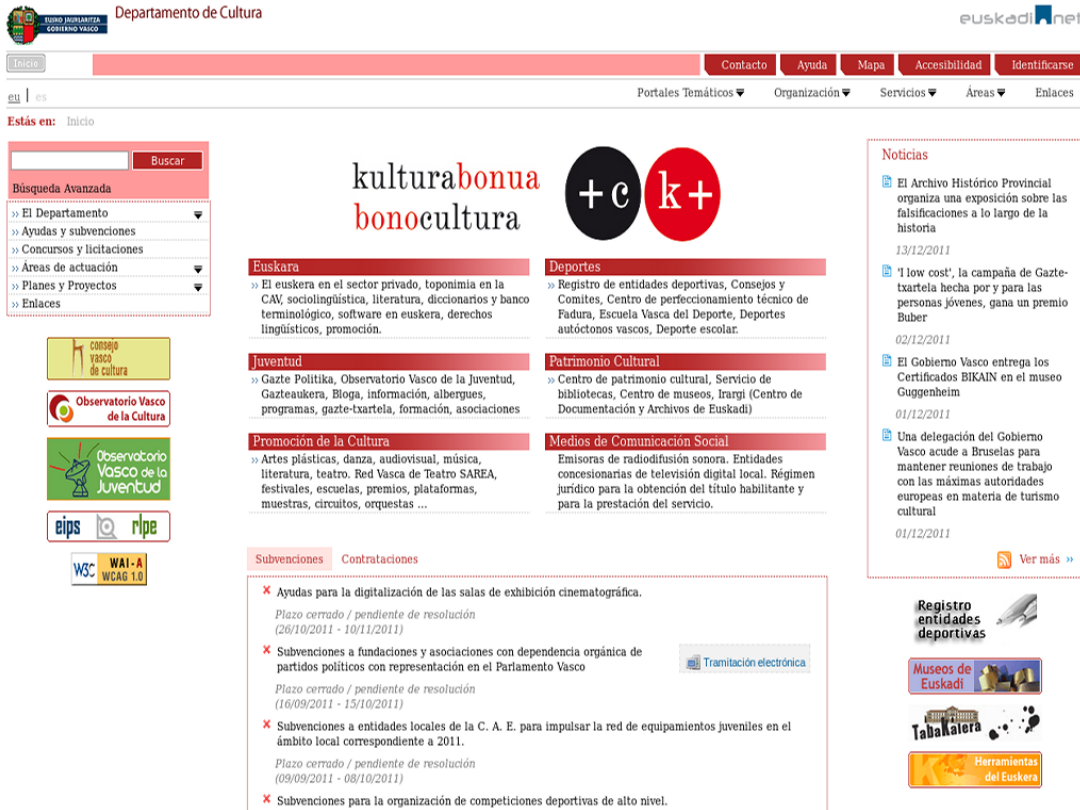 EUSKO JAURLARITZA
GOBIERNO VASCO
Departamento de Cultura
euskadi.net
Inicio
Contacto
Ayuda
Mapa
Accesibilidad
Identificarse
eu | es
Portales Temáticos
Organización
Servicios
Áreas
Enlaces
Estás en: Inicio
Buscar
Búsqueda Avanzada
›› El Departamento
›› Ayudas y subvenciones
›› Concursos y licitaciones
›› Áreas de actuación
›› Planes y Proyectos
›› Enlaces
consejo
vasco
de cultura
Observatorio Vasco
de la Cultura
Observatorio
Vasco de la
Juventud
eips rlpe
W3C WAI-A
WCAG 1.0
kulturabonua
bonocultura
+c k+
Euskara
›› El euskera en el sector privado, toponimia en la
CAV, sociolingüística, literatura, diccionarios y banco
terminológico, software en euskera, derechos
lingüísticos, promoción.
Deportes
›› Registro de entidades deportivas, Consejos y
Comites, Centro de perfeccionamiento técnico de
Fadura, Escuela Vasca del Deporte, Deportes
autóctonos vascos, Deporte escolar.
Juventud
›› Gazte Politika, Observatorio Vasco de la Juventud,
Gazteaukera, Bloga, información, albergues,
programas, gazte-txartela, formación, asociaciones
Patrimonio Cultural
›› Centro de patrimonio cultural, Servicio de
bibliotecas, Centro de museos, Irargi (Centro de
Documentación y Archivos de Euskadi)
Promoción de la Cultura
›› Artes plásticas, danza, audiovisual, música,
literatura, teatro. Red Vasca de Teatro SAREA,
festivales, escuelas, premios, plataformas,
muestras, circuitos, orquestas ...
Medios de Comunicación Social
Emisoras de radiodifusión sonora. Entidades
concesionarias de televisión digital local. Régimen
jurídico para la obtención del título habilitante y
para la prestación del servicio.
Subvenciones
Contrataciones
Ayudas para la digitalización de las salas de exhibición cinematográfica.
Plazo cerrado / pendiente de resolución
(26/10/2011 - 10/11/2011)
Subvenciones a fundaciones y asociaciones con dependencia orgánica de
partidos políticos con representación en el Parlamento Vasco
Tramitación electrónica
Plazo cerrado / pendiente de resolución
(16/09/2011 - 15/10/2011)
Subvenciones a entidades locales de la C. A. E. para impulsar la red de equipamientos juveniles en el
ámbito local correspondiente a 2011.
Plazo cerrado / pendiente de resolución
(09/09/2011 - 08/10/2011)
Subvenciones para la organización de competiciones deportivas de alto nivel.
Noticias
El Archivo Histórico Provincial
organiza una exposición sobre las
falsificaciones a lo largo de la
historia
13/12/2011
'I low cost', la campaña de Gazte-
txartela hecha por y para las
personas jóvenes, gana un premio
Buber
02/12/2011
El Gobierno Vasco entrega los
Certificados BIKAIN en el museo
Guggenheim
01/12/2011
Una delegación del Gobierno
Vasco acude a Bruselas para
mantener reuniones de trabajo
con las máximas autoridades
europeas en materia de turismo
cultural
01/12/2011
Ver más ››
Registro
entidades
deportivas
Museos de
Euskadi
Tabakalera
Herramientas
del Euskera